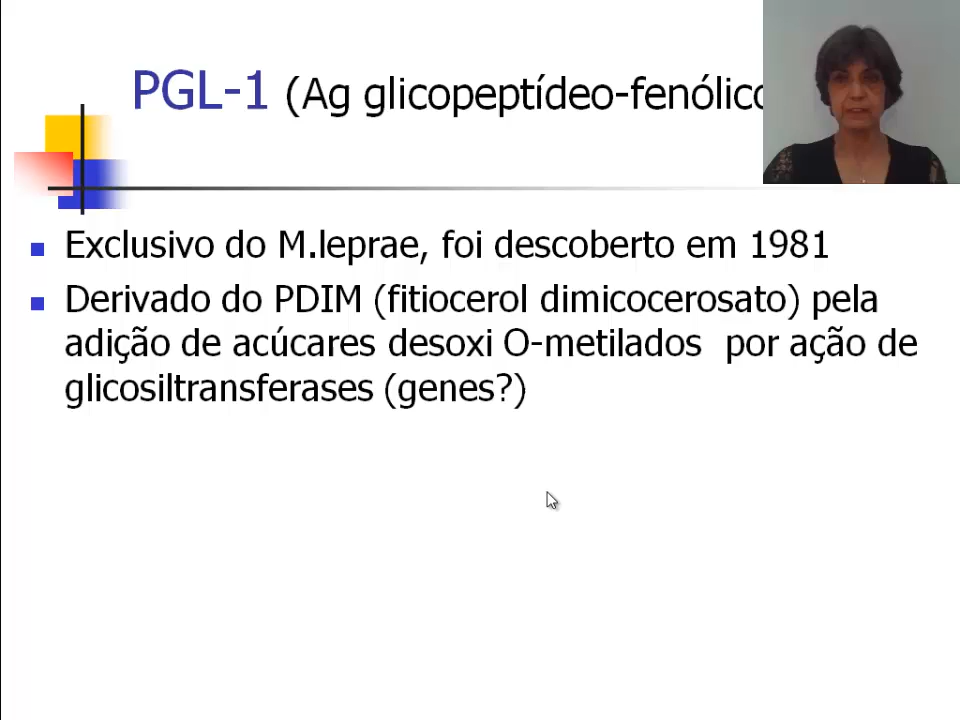 PGL-1 (Ag glicopeptídeo-fenólico
Exclusivo do M.leprae, foi descoberto em 1981
Derivado do PDIM (fitiocerol dimicocerosato) pela
adição de acúcares desoxi O-metilados por ação de
glicosiltransferases (genes?)